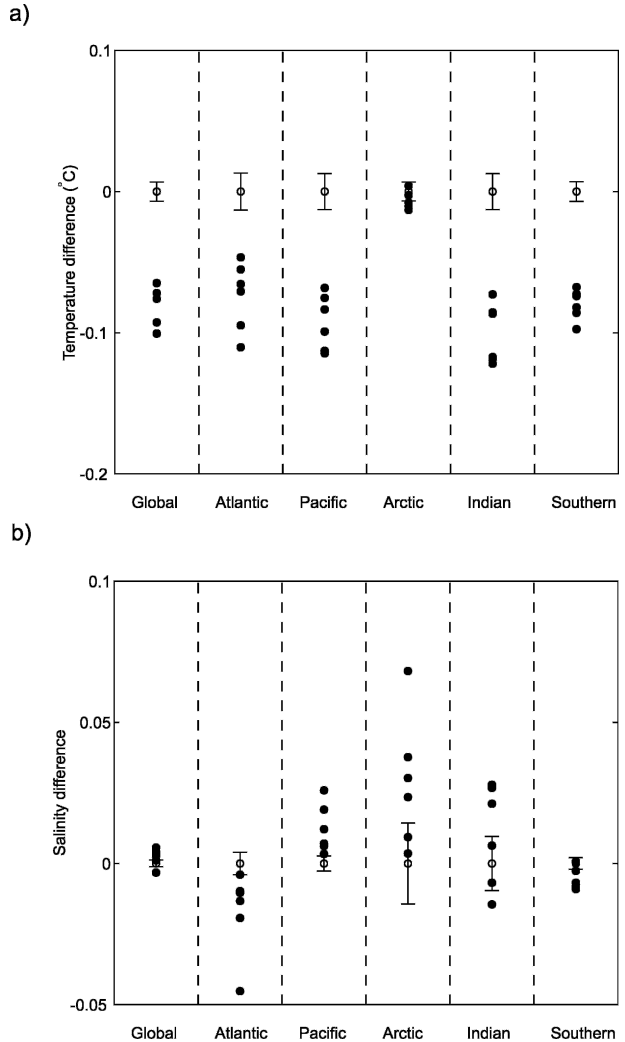 a)
0.1
0
-0.1
-0.2
Temperature difference (°C)
Global Atlantic Pacific Arctic Indian Southern
b)
0.1
0.05
0
-0.05
Salinity difference
Global Atlantic Pacific Arctic Indian Southern